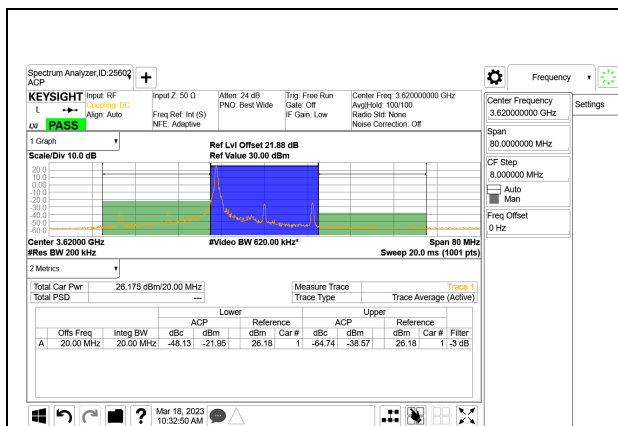 Spectrum Analyzer,ID:25602
ACP
Frequency
KEYSIGHT Input: RF Input Z: 50 Ω Atten: 24 dB Trig: Free Run Center Freq: 3.620000000 GHz
L Coupling: DC PNO: Best Wide Gate: Off Avg|Hold: 100/100
Align: Auto Freq Ref: Int (S) IF Gain: Low Radio Std: None
PASS NFE: Adaptive Noise Correction: Off
Center Frequency
3.620000000 GHz
Settings
Span
80.0000000 MHz
CF Step
8.000000 MHz
Auto
Man
Freq Offset
0 Hz
1 Graph
Ref Lvl Offset 21.88 dB
Scale/Div 10.0 dB Ref Value 30.00 dBm
20.0
10.0
0.00
-10.0
-20.0
-30.0
-40.0
-50.0
-60.0
Center 3.62000 GHz #Video BW 620.00 kHz* Span 80 MHz
#Res BW 200 kHz Sweep 20.0 ms (1001 pts)
2 Metrics
Total Car Pwr 26.175 dBm/20.00 MHz Measure Trace Trace 1
Total PSD --- Trace Type Trace Average (Active)
Lower Upper
ACP Reference ACP Reference
Offs Freq Integ BW dBc dBm dBm Car # dBc dBm dBm Car # Filter
A 20.00 MHz 20.00 MHz -48.13 -21.95 26.18 1 -64.74 -38.57 26.18 1 -3 dB
Mar 18, 2023
10:32:50 AM